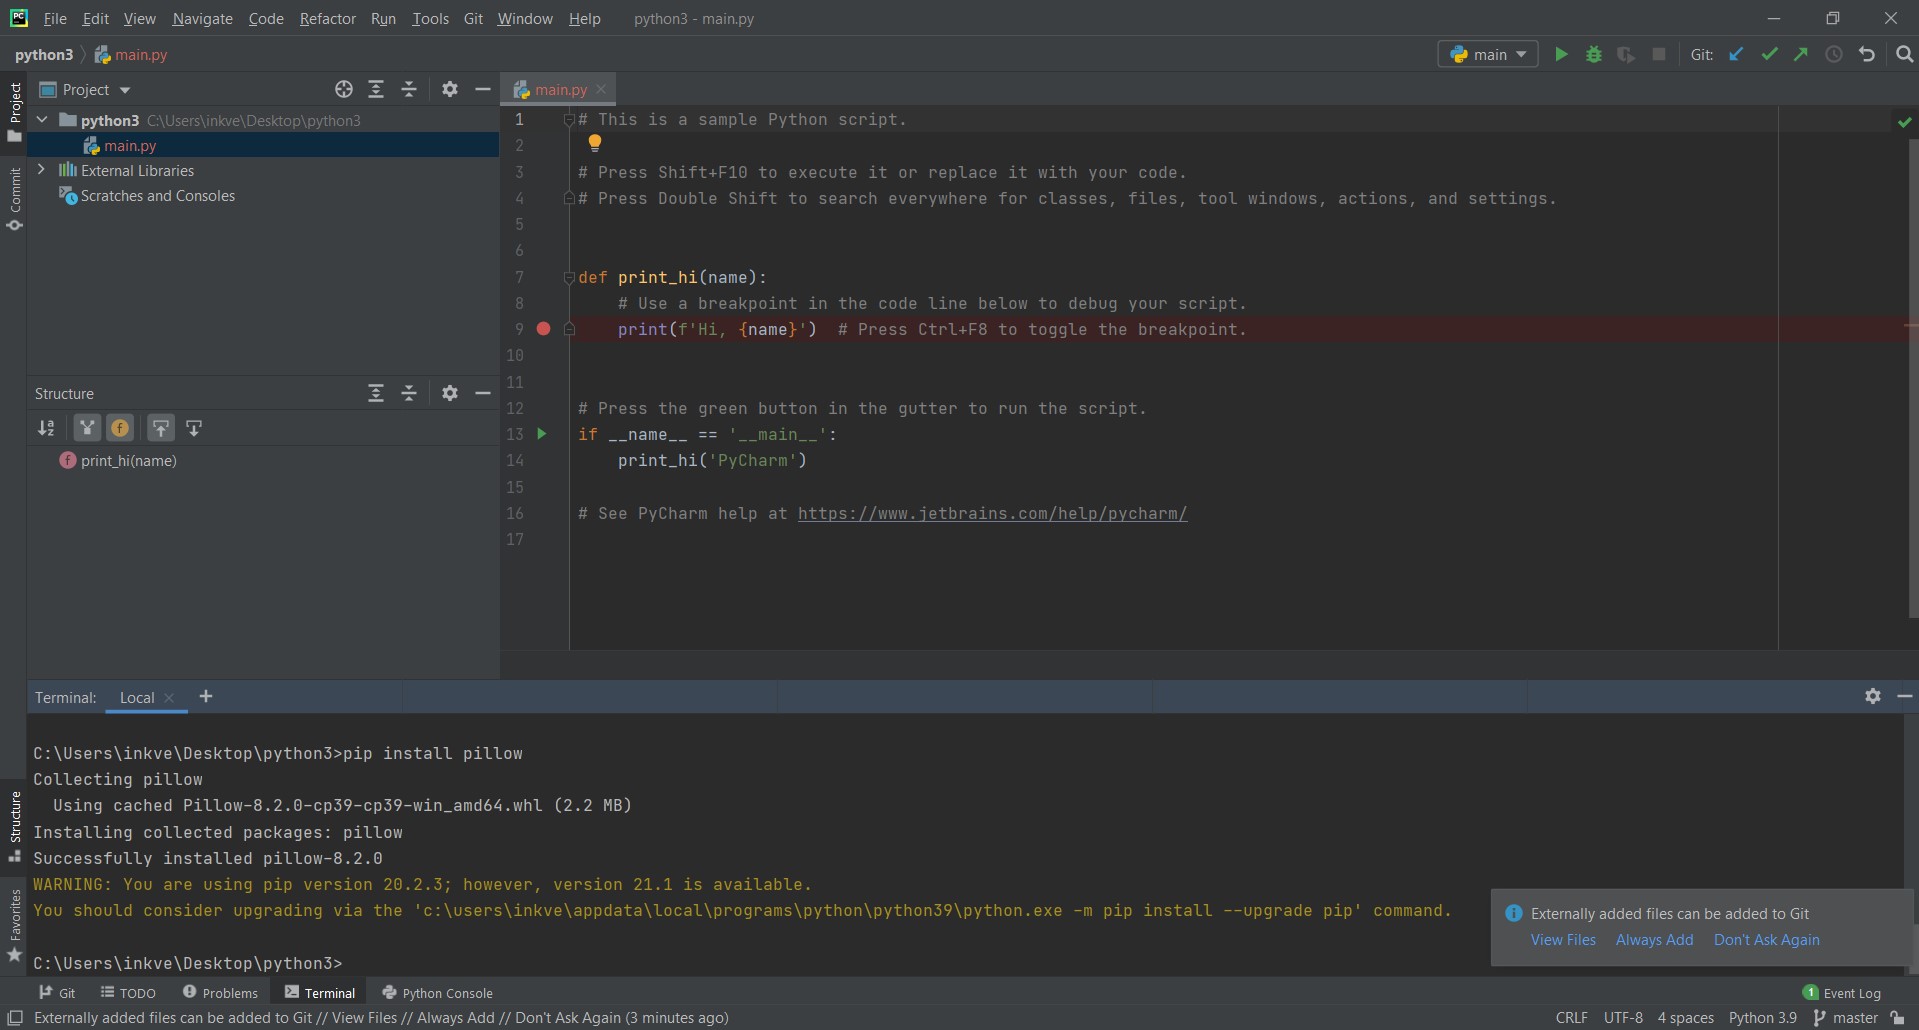 PC File Edit View Navigate Code Refactor Run Tools Git Window Help python3 - main.py
python3 main.py main Git:
Project
Project
main.py
python3 C:\Users\inkve\Desktop\python3
main.py
External Libraries
Scratches and Consoles
Commit
1 # This is a sample Python script.
2
3 # Press Shift+F10 to execute it or replace it with your code.
4 # Press Double Shift to search everywhere for classes, files, tool windows, actions, and settings.
5
6
7 def print_hi(name):
8 # Use a breakpoint in the code line below to debug your script.
9 print(f'Hi, {name}')  # Press Ctrl+F8 to toggle the breakpoint.
10
11
12 # Press the green button in the gutter to run the script.
13 if __name__ == '__main__':
14 print_hi('PyCharm')
15
16 # See PyCharm help at https://www.jetbrains.com/help/pycharm/
17
Structure
f
f print_hi(name)
Terminal: Local
C:\Users\inkve\Desktop\python3>pip install pillow
Collecting pillow
Using cached Pillow-8.2.0-cp39-cp39-win_amd64.whl (2.2 MB)
Installing collected packages: pillow
Successfully installed pillow-8.2.0
WARNING: You are using pip version 20.2.3; however, version 21.1 is available.
You should consider upgrading via the 'c:\users\inkve\appdata\local\programs\python\python39\python.exe -m pip install --upgrade pip' command.
C:\Users\inkve\Desktop\python3>
Structure
Favorites
Externally added files can be added to Git
View Files Always Add Don't Ask Again
Git TODO Problems Terminal Python Console 1 Event Log
Externally added files can be added to Git // View Files // Always Add // Don't Ask Again (3 minutes ago) CRLF UTF-8 4 spaces Python 3.9 master